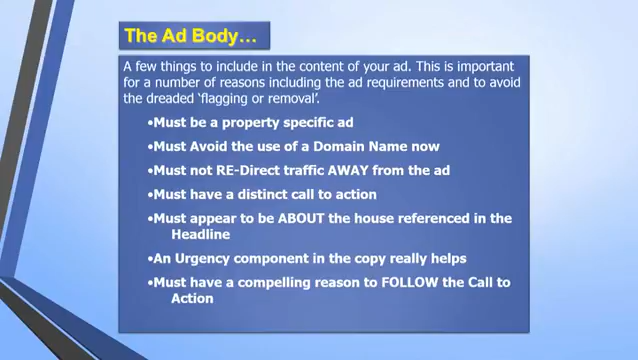 The Ad Body...
A few things to include in the content of your ad. This is important
for a number of reasons including the ad requirements and to avoid
the dreaded ‘flagging or removal’.
•Must be a property specific ad
•Must Avoid the use of a Domain Name now
•Must not RE-Direct traffic AWAY from the ad
•Must have a distinct call to action
•Must appear to be ABOUT the house referenced in the
Headline
•An Urgency component in the copy really helps
•Must have a compelling reason to FOLLOW the Call to
Action